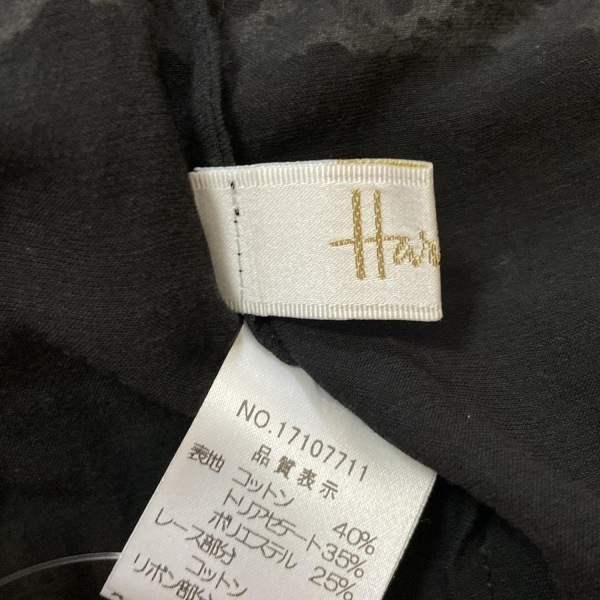 Har
NO.17107711
品質表示
表地 コットン 40%
トリアセテート35%
ポリエステル 25%
レース部分
コットン
リボン部分